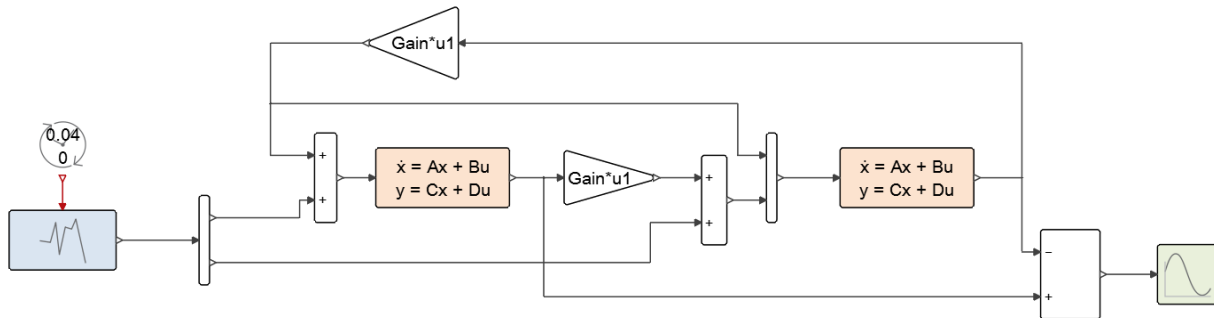 Gain*u1
0.04
0
+
+
ẋ = Ax + Bu
y = Cx + Du
Gain*u1
+
+
ẋ = Ax + Bu
y = Cx + Du
−
+